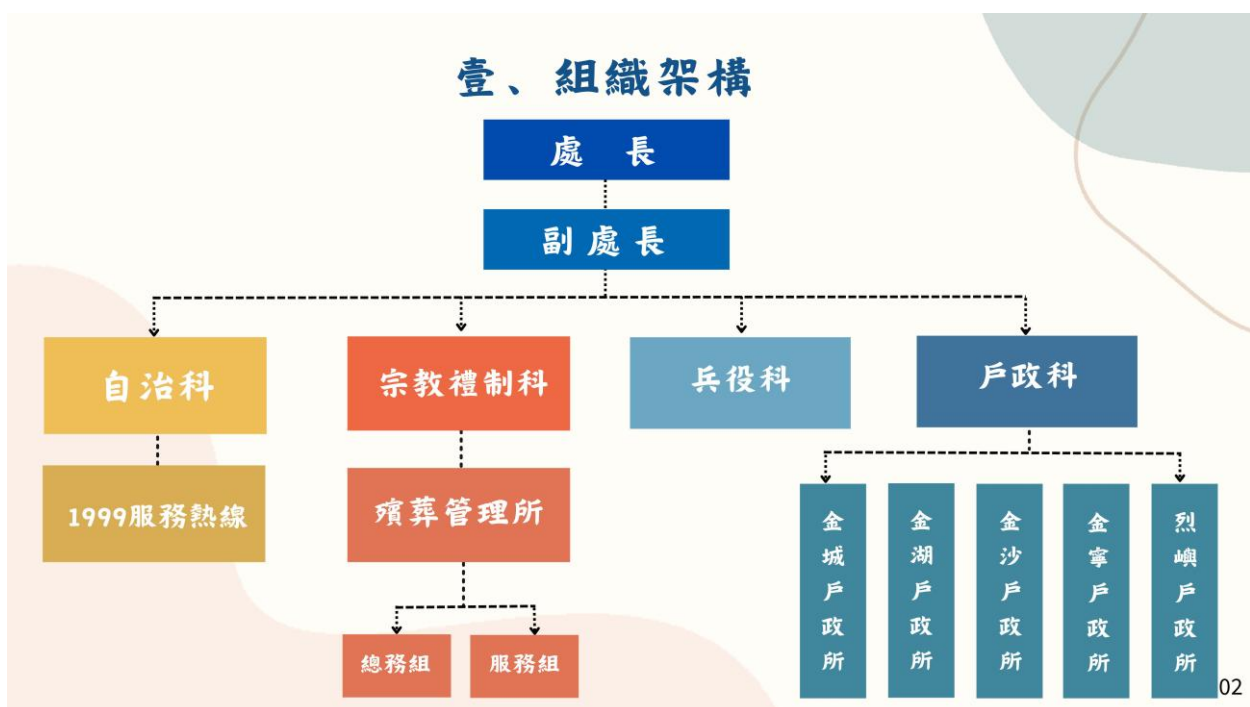 壹、組織架構
處 長
副處長
自治科
宗教禮制科
兵役科
戶政科
1999服務熱線
殯葬管理所
總務組
服務組
金城戶政所
金湖戶政所
金沙戶政所
金寧戶政所
烈嶼戶政所
02